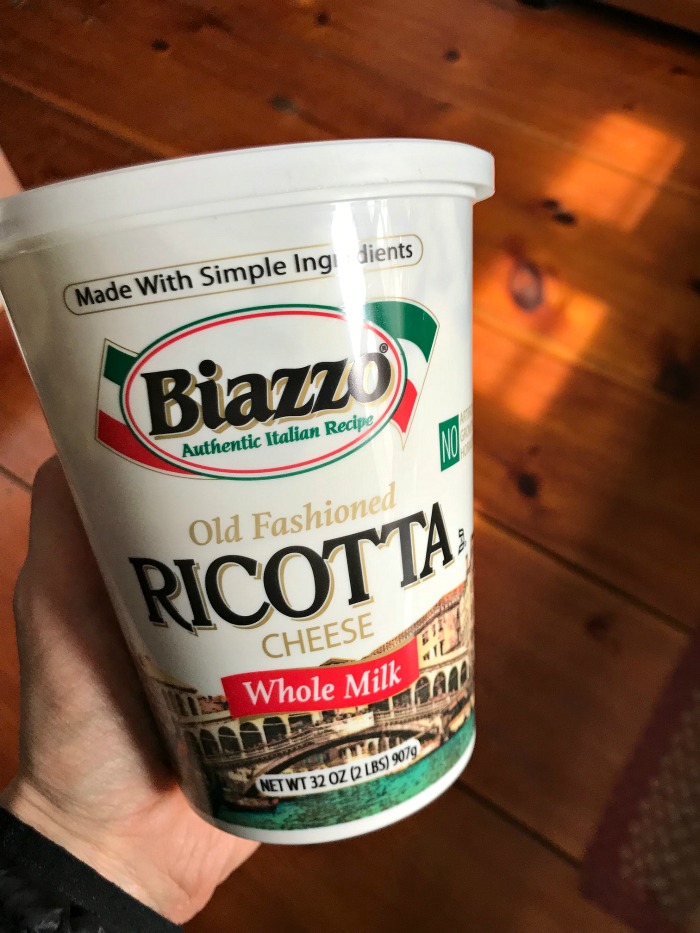 Made With Simple Ingredients
Biazzo®
Authentic Italian Recipe
NO
Old Fashioned
RICOTTA
CHEESE
Whole Milk
NET WT 32 OZ (2 LBS) 907g